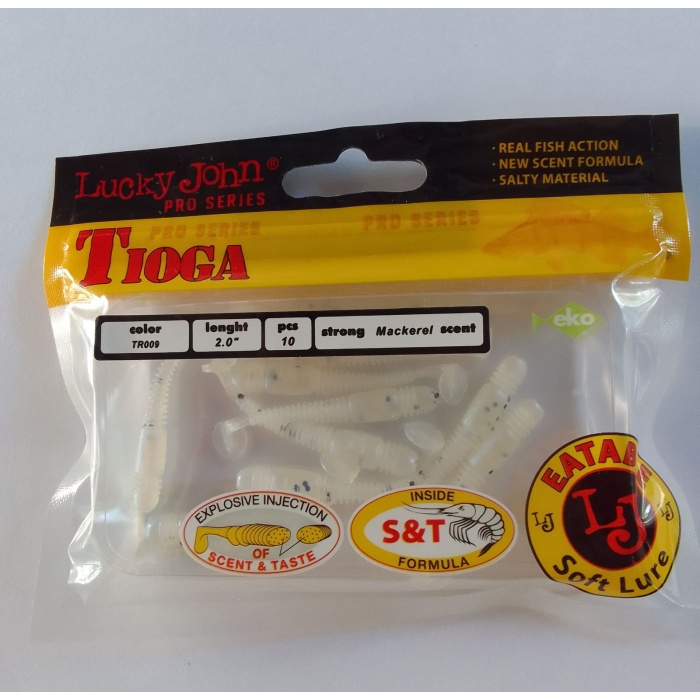 Lucky John®
PRO SERIES
• REAL FISH ACTION
• NEW SCENT FORMULA
• SALTY MATERIAL
PRO SERIES PRO SERIES
TIOGA
color
TR009
lenght
2.0"
pcs
10
strong Mackerel scent
eko
EXPLOSIVE INJECTION
OF
SCENT & TASTE
INSIDE
S&T
FORMULA
EATABLE
LJ
LJ
LJ
Soft Lure